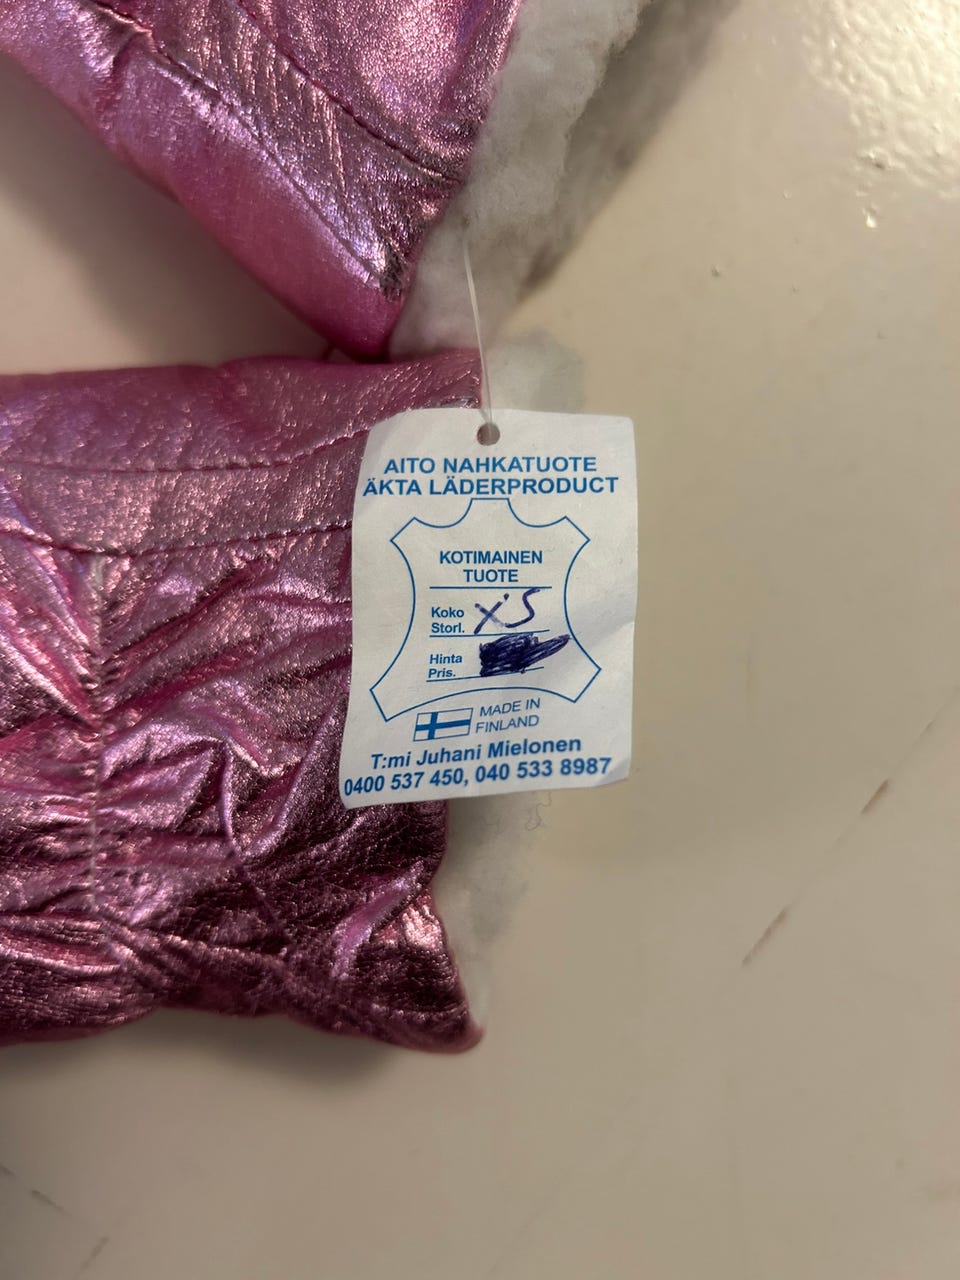 AITO NAHKATUOTE
ÄKTA LÄDERPRODUCT
KOTIMAINEN
TUOTE
Koko XS
Storl.
Hinta
Pris.
MADE IN
FINLAND
T:mi Juhani Mielonen
0400 537 450, 040 533 8987